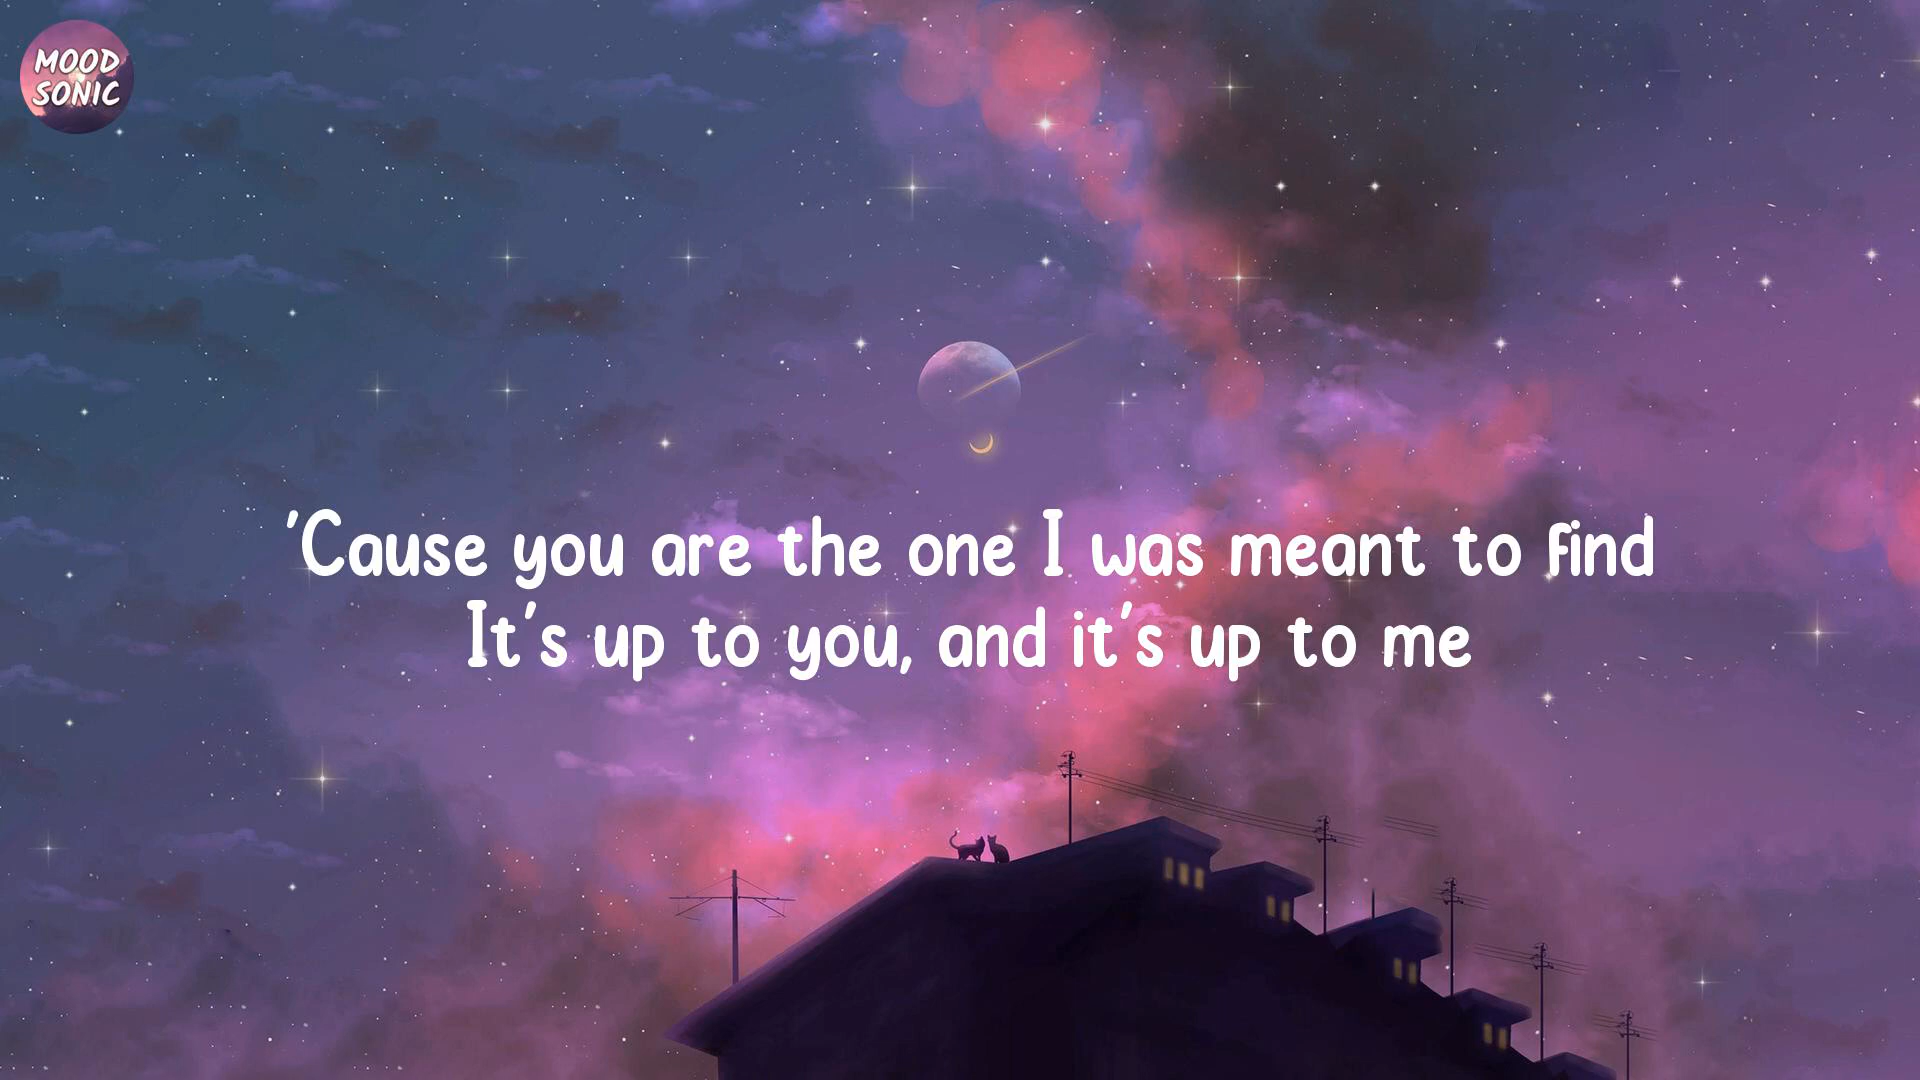 MOOD
SONIC
'Cause you are the one I was meant to find
It's up to you, and it's up to me